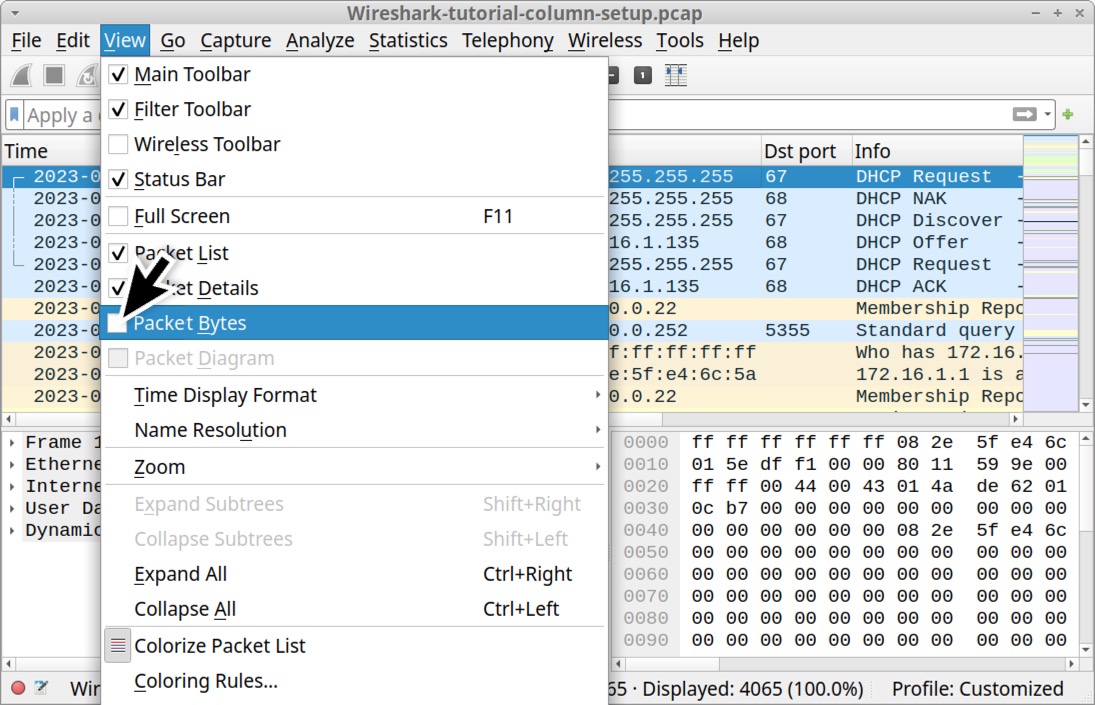 Wireshark-tutorial-column-setup.pcap
File Edit View Go Capture Analyze Statistics Telephony Wireless Tools Help
Apply a
Time Dst port Info
Main Toolbar
Filter Toolbar
Wireless Toolbar
Status Bar
Full Screen F11
Packet List
Packet Details
Packet Bytes
Packet Diagram
Time Display Format
Name Resolution
Zoom
Expand Subtrees Shift+Right
Collapse Subtrees Shift+Left
Expand All Ctrl+Right
Collapse All Ctrl+Left
Colorize Packet List
Coloring Rules...
2023-0 255.255.255 67 DHCP Request -
2023-0 255.255.255 68 DHCP NAK -
2023-0 255.255.255 67 DHCP Discover -
2023-0 16.1.135 68 DHCP Offer -
2023-0 255.255.255 67 DHCP Request -
2023-0 16.1.135 68 DHCP ACK -
2023-0 0.0.22 Membership Repo
2023-0 0.0.252 5355 Standard query
2023-0 f:ff:ff:ff:ff Who has 172.16.
2023-0 e:5f:e4:6c:5a 172.16.1.1 is a
2023-0 0.0.22 Membership Repo
Frame 1
Etherne
Interne
User Da
Dynamic
0000 ff ff ff ff ff ff 08 2e 5f e4 6c
0010 01 5e df f1 00 00 80 11 59 9e 00
0020 ff ff 00 44 00 43 01 4a de 62 01
0030 0c b7 00 00 00 00 00 00 00 00 00
0040 00 00 00 00 00 00 08 2e 5f e4 6c
0050 00 00 00 00 00 00 00 00 00 00 00
0060 00 00 00 00 00 00 00 00 00 00 00
0070 00 00 00 00 00 00 00 00 00 00 00
0080 00 00 00 00 00 00 00 00 00 00 00
0090 00 00 00 00 00 00 00 00 00 00 00
Wir 65 · Displayed: 4065 (100.0%) Profile: Customized